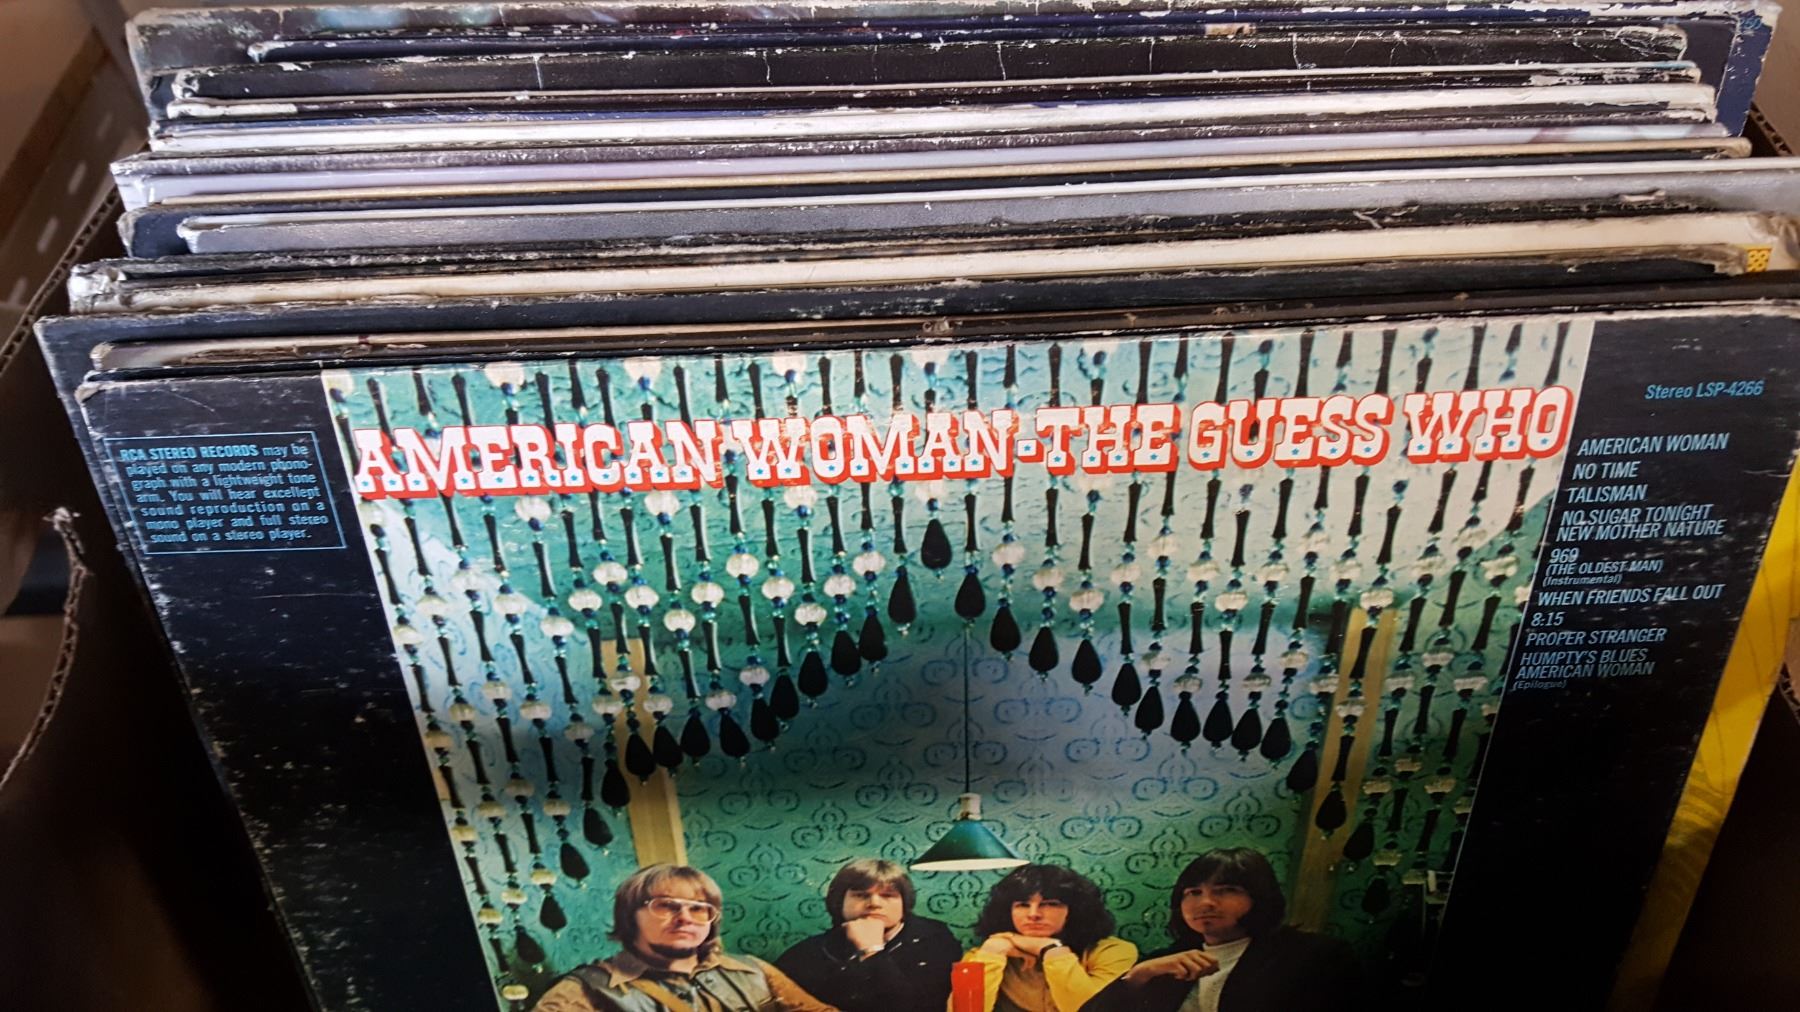 AMERICAN WOMAN-THE GUESS WHO
RCA STEREO RECORDS may be
played on any modern phono-
graph with a lightweight tone
arm. You will hear excellent
sound reproduction on a
mono player and full stereo
sound on a stereo player.
Stereo LSP-4266
AMERICAN WOMAN
NO TIME
TALISMAN
NO SUGAR TONIGHT
NEW MOTHER NATURE
969
(THE OLDEST MAN)
(Instrumental)
WHEN FRIENDS FALL OUT
8:15
PROPER STRANGER
HUMPTY'S BLUES
AMERICAN WOMAN
(Epilogue)